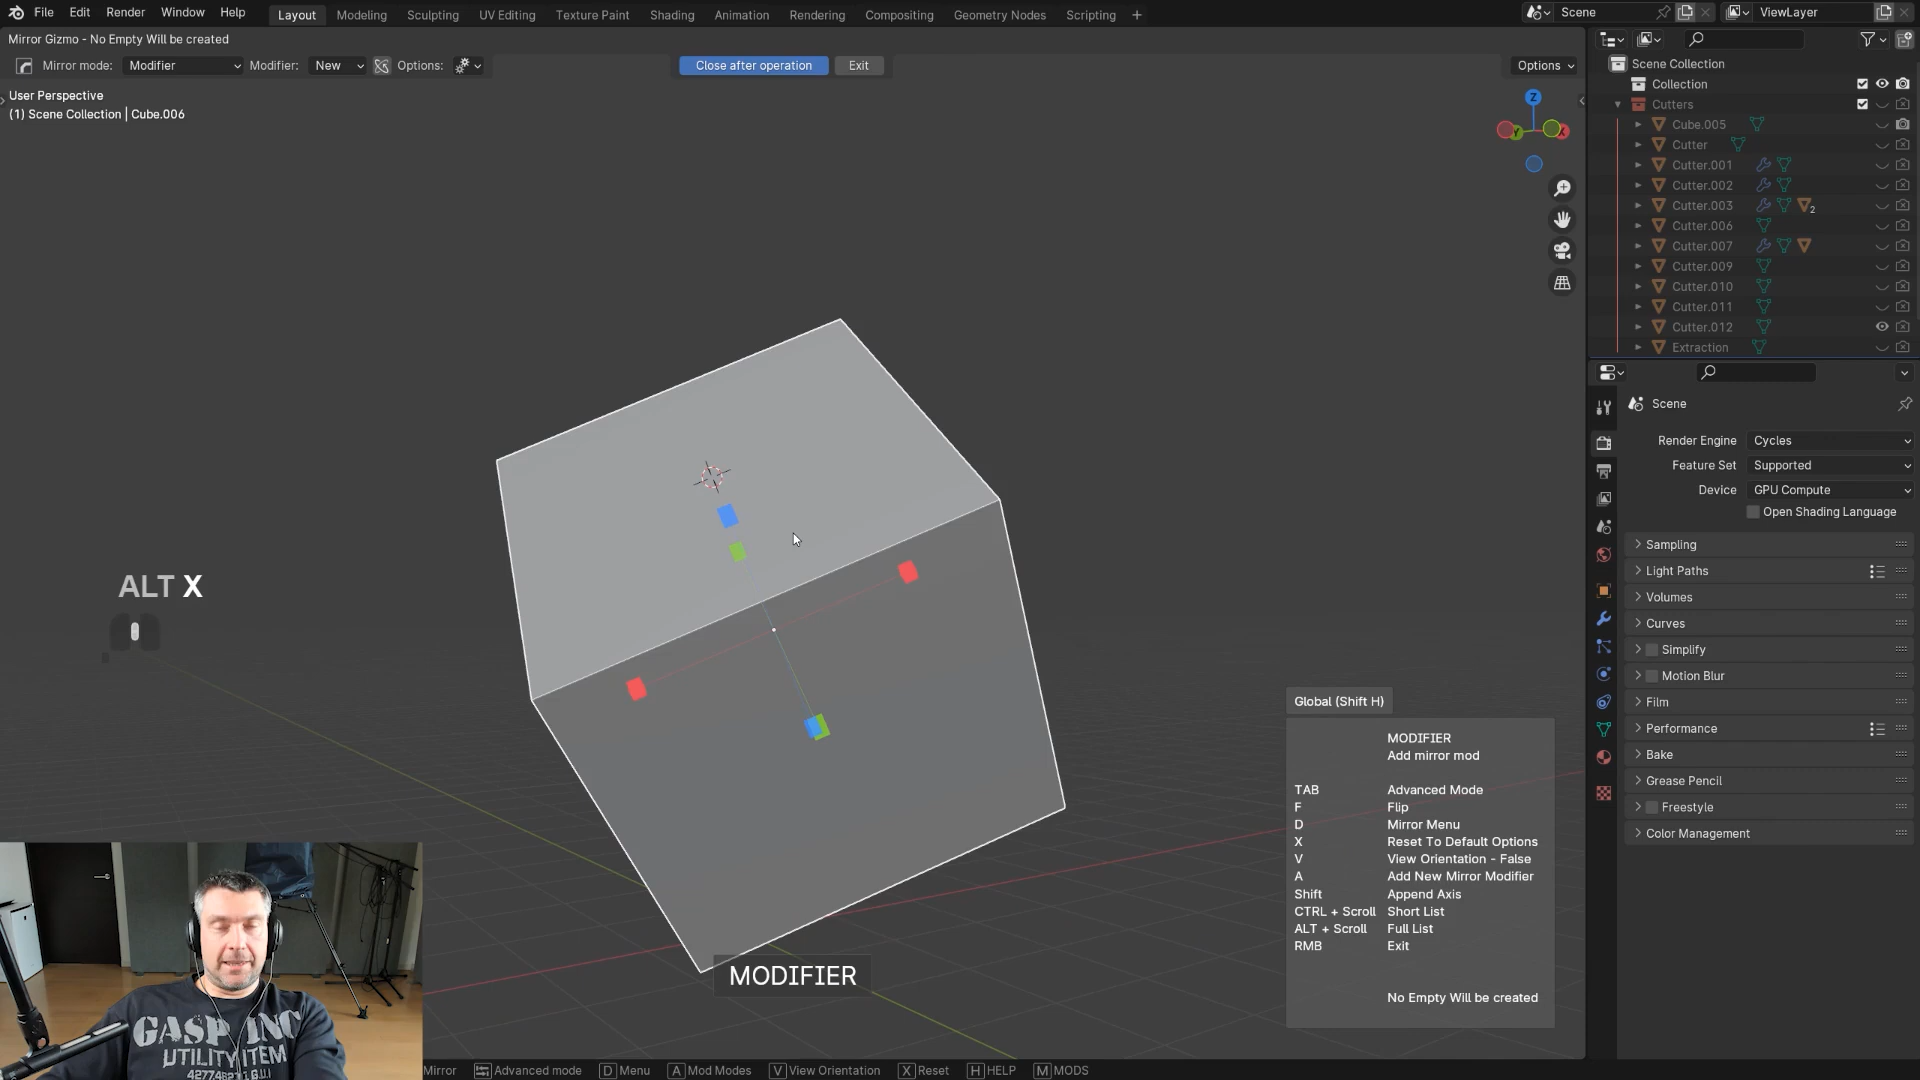 File Edit Render Window Help Layout Modeling Sculpting UV Editing Texture Paint Shading Animation Rendering Compositing Geometry Nodes Scripting +
Scene ViewLayer
Mirror Gizmo - No Empty Will be created
Mirror mode: Modifier Modifier: New Options: Close after operation Exit Options
User Perspective
(1) Scene Collection | Cube.006
Z
Y
X
Scene Collection
Collection
Cutters
Cube.005
Cutter
Cutter.001
Cutter.002
Cutter.003 2
Cutter.006
Cutter.007
Cutter.009
Cutter.010
Cutter.011
Cutter.012
Extraction
Scene
Render Engine Cycles
Feature Set Supported
Device GPU Compute
Open Shading Language
Sampling
Light Paths
Volumes
Curves
Simplify
Motion Blur
Film
Performance
Bake
Grease Pencil
Freestyle
Color Management
ALT X
Global (Shift H)
MODIFIER
Add mirror mod
TAB Advanced Mode
F Flip
D Mirror Menu
X Reset To Default Options
V View Orientation - False
A Add New Mirror Modifier
Shift Append Axis
CTRL + Scroll Short List
ALT + Scroll Full List
RMB Exit
No Empty Will be created
MODIFIER
GASP INC
UTILITY ITEM
Mirror Advanced mode D Menu A Mod Modes V View Orientation X Reset H HELP M MODS